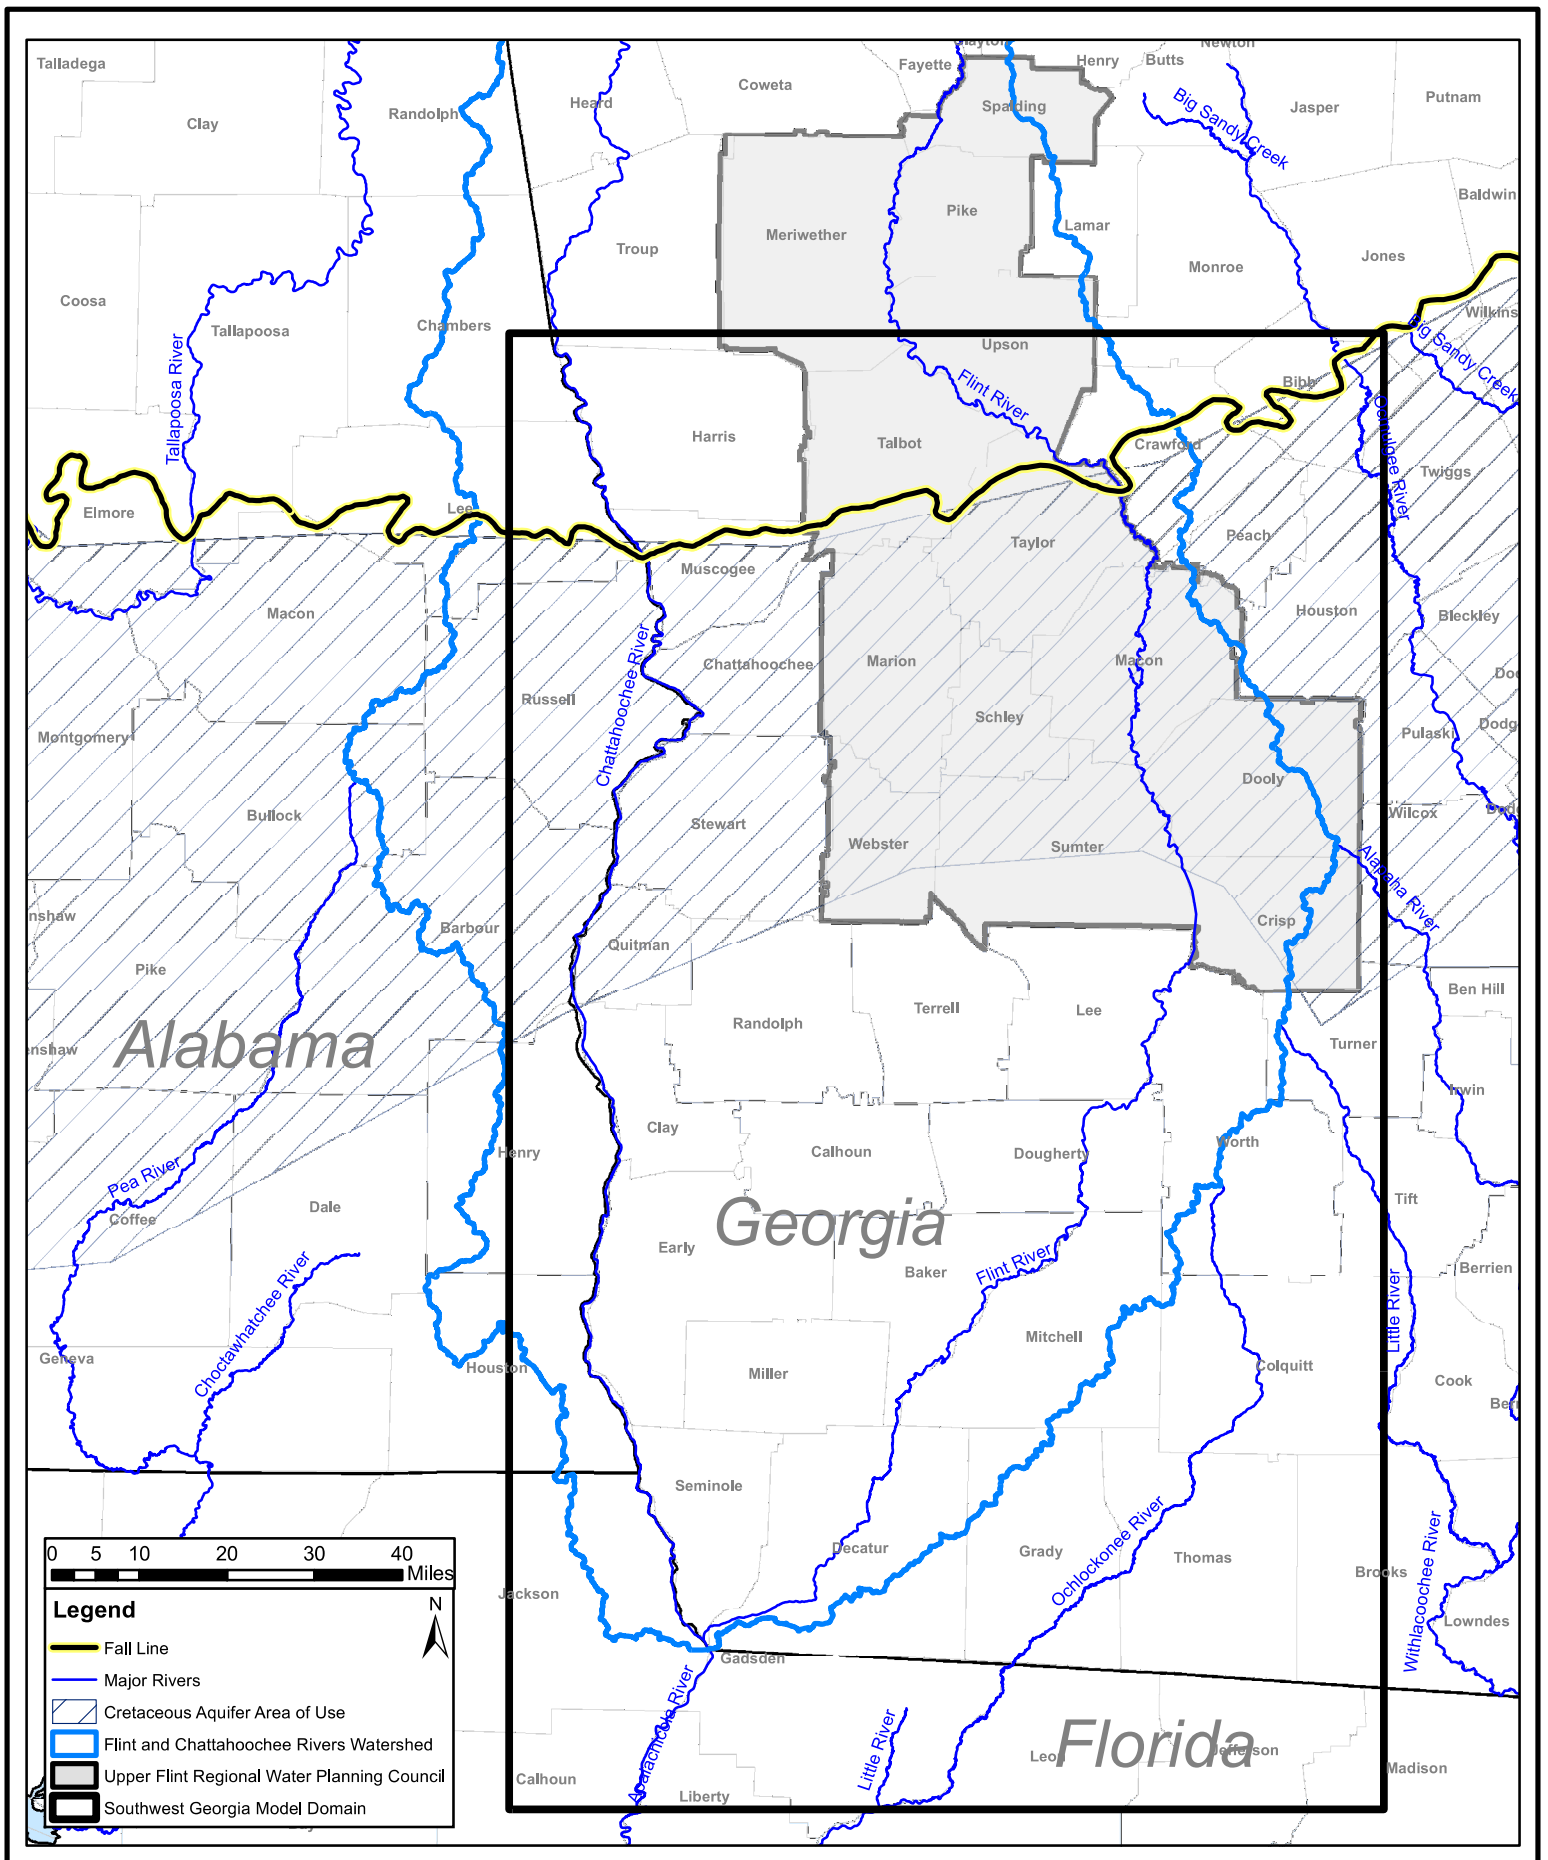 Talladega
Clay
Randolph
Heard
Coweta
Fayette
Clayton
Henry
Butts
Newton
Spalding
Big Sandy Creek
Jasper
Putnam
Baldwin
Coosa
Tallapoosa
Tallapoosa River
Chambers
Troup
Meriwether
Pike
Lamar
Monroe
Jones
Wilkins
Big Sandy Creek
Upson
Flint River
Bibb
Harris
Talbot
Crawford
Ocmulgee River
Twiggs
Elmore
Lee
Muscogee
Taylor
Peach
Macon
Chattahoochee River
Chattahoochee
Marion
Macon
Houston
Bleckley
Russell
Schley
Montgomery
Dooly
Pulaski
Dodg
Bullock
Stewart
Webster
Sumter
Wilcox
Alapaha River
nshaw
Barbour
Quitman
Crisp
Pike
Alabama
Randolph
Terrell
Lee
Ben Hill
enshaw
Turner
Irwin
Clay
Calhoun
Dougherty
Worth
Henry
Pea River
Coffee
Dale
Tift
Georgia
Early
Baker
Flint River
Berrien
Choctawhatchee River
Little River
Geneva
Houston
Miller
Mitchell
Colquitt
Cook
Ber
Seminole
Decatur
Grady
Ochlockonee River
Thomas
Brooks
Withlacoochee River
Lowndes
Jackson
Gadsden
Apalachicola River
Little River
Florida
Leon
Jefferson
Madison
Calhoun
Liberty
0 5 10 20 30 40
Miles
Legend
N
Fall Line
Major Rivers
Cretaceous Aquifer Area of Use
Flint and Chattahoochee Rivers Watershed
Upper Flint Regional Water Planning Council
Southwest Georgia Model Domain